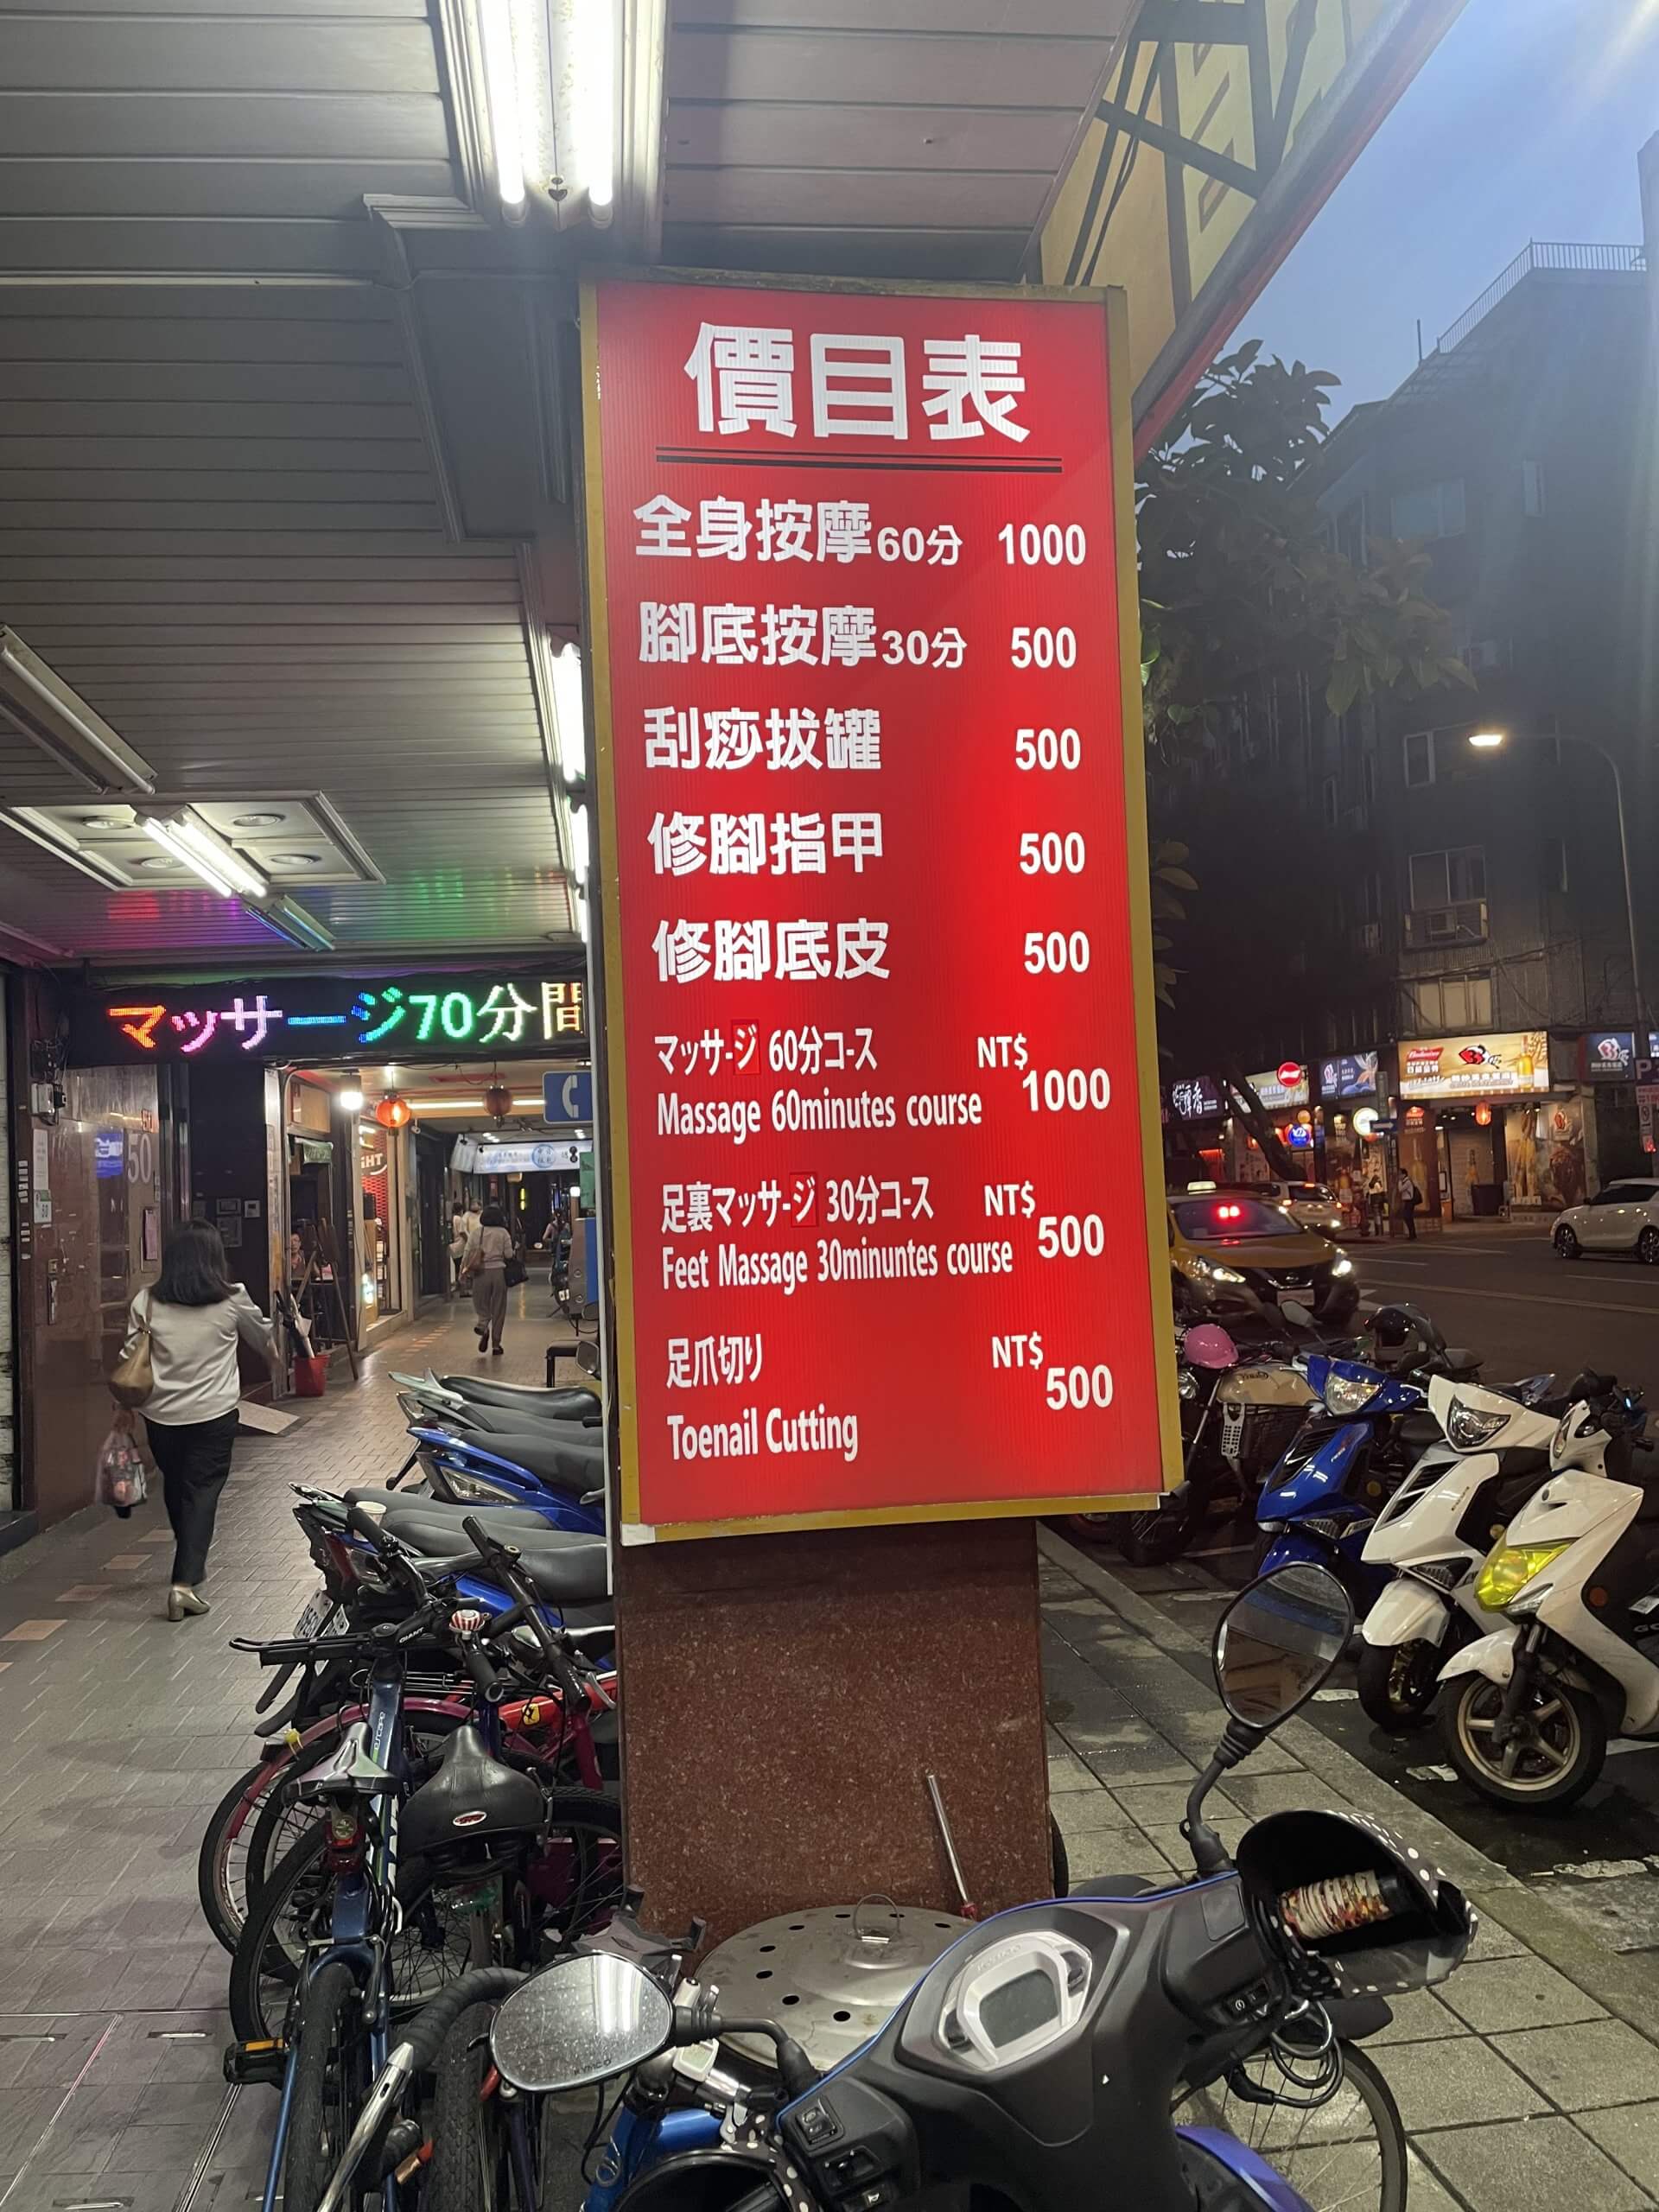 價目表
全身按摩60分 1000
腳底按摩30分 500
刮痧拔罐 500
修腳指甲 500
修腳底皮 500
マッサ-ジ 60分コ-ス NT$
Massage 60minutes course 1000
足裏マッサ-ジ 30分コ-ス NT$
Feet Massage 30minuntes course 500
足爪切り NT$
500
Toenail Cutting
マッサージ70分間
50
GIANT
escape